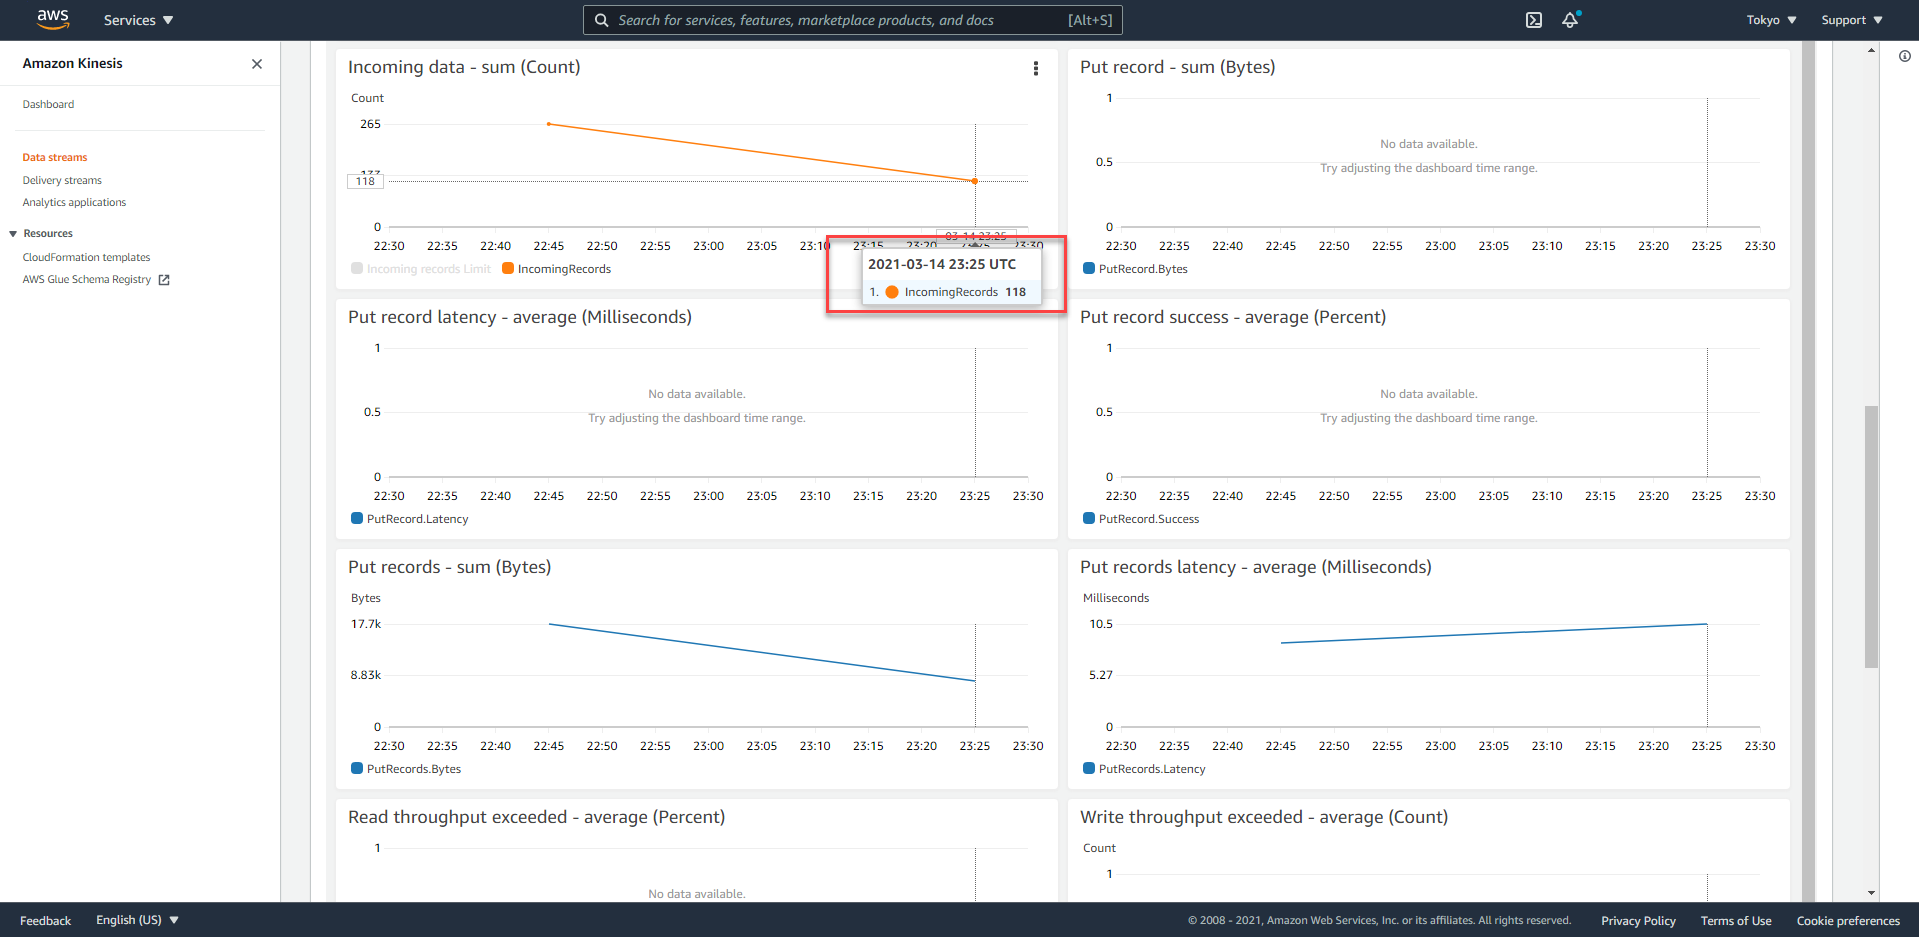 aws
Services
Search for services, features, marketplace products, and docs
[Alt+S]
Tokyo
Support
Amazon Kinesis
Dashboard
Data streams
Delivery streams
Analytics applications
Resources
CloudFormation templates
AWS Glue Schema Registry
Incoming data - sum (Count)
Count
265
118
0
22:30 22:35 22:40 22:45 22:50 22:55 23:00 23:05 23:10 23:15 23:20 23:25 23:30
03-14 23:25
Incoming records Limit
IncomingRecords
2021-03-14 23:25 UTC
1. IncomingRecords 118
Put record - sum (Bytes)
1
No data available.
0.5
Try adjusting the dashboard time range.
0
22:30 22:35 22:40 22:45 22:50 22:55 23:00 23:05 23:10 23:15 23:20 23:25 23:30
PutRecord.Bytes
Put record latency - average (Milliseconds)
1
No data available.
0.5
Try adjusting the dashboard time range.
0
22:30 22:35 22:40 22:45 22:50 22:55 23:00 23:05 23:10 23:15 23:20 23:25 23:30
PutRecord.Latency
Put record success - average (Percent)
1
No data available.
0.5
Try adjusting the dashboard time range.
0
22:30 22:35 22:40 22:45 22:50 22:55 23:00 23:05 23:10 23:15 23:20 23:25 23:30
PutRecord.Success
Put records - sum (Bytes)
Bytes
17.7k
8.83k
0
22:30 22:35 22:40 22:45 22:50 22:55 23:00 23:05 23:10 23:15 23:20 23:25 23:30
PutRecords.Bytes
Put records latency - average (Milliseconds)
Milliseconds
10.5
5.27
0
22:30 22:35 22:40 22:45 22:50 22:55 23:00 23:05 23:10 23:15 23:20 23:25 23:30
PutRecords.Latency
Read throughput exceeded - average (Percent)
1
No data available.
Write throughput exceeded - average (Count)
Count
1
Feedback
English (US)
© 2008 - 2021, Amazon Web Services, Inc. or its affiliates. All rights reserved.
Privacy Policy
Terms of Use
Cookie preferences